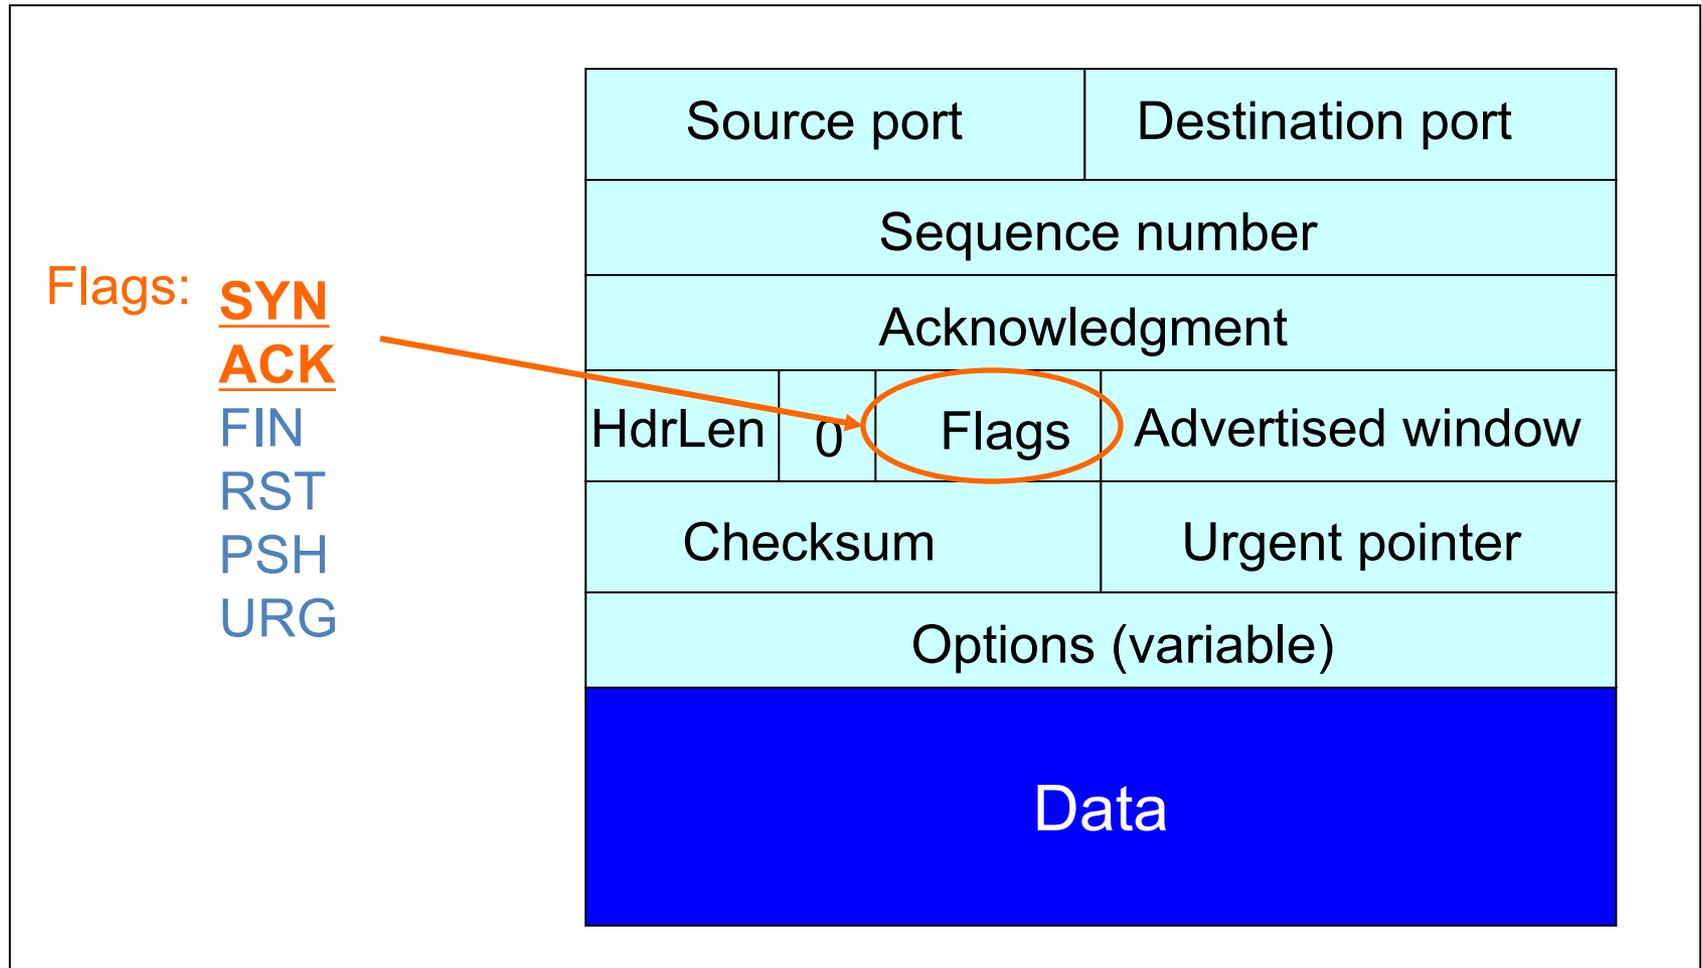 Source port Destination port
Sequence number
Flags: SYN
Acknowledgment
ACK
FIN
HdrLen 0 Flags Advertised window
RST
PSH
Checksum Urgent pointer
URG
Options (variable)
Data